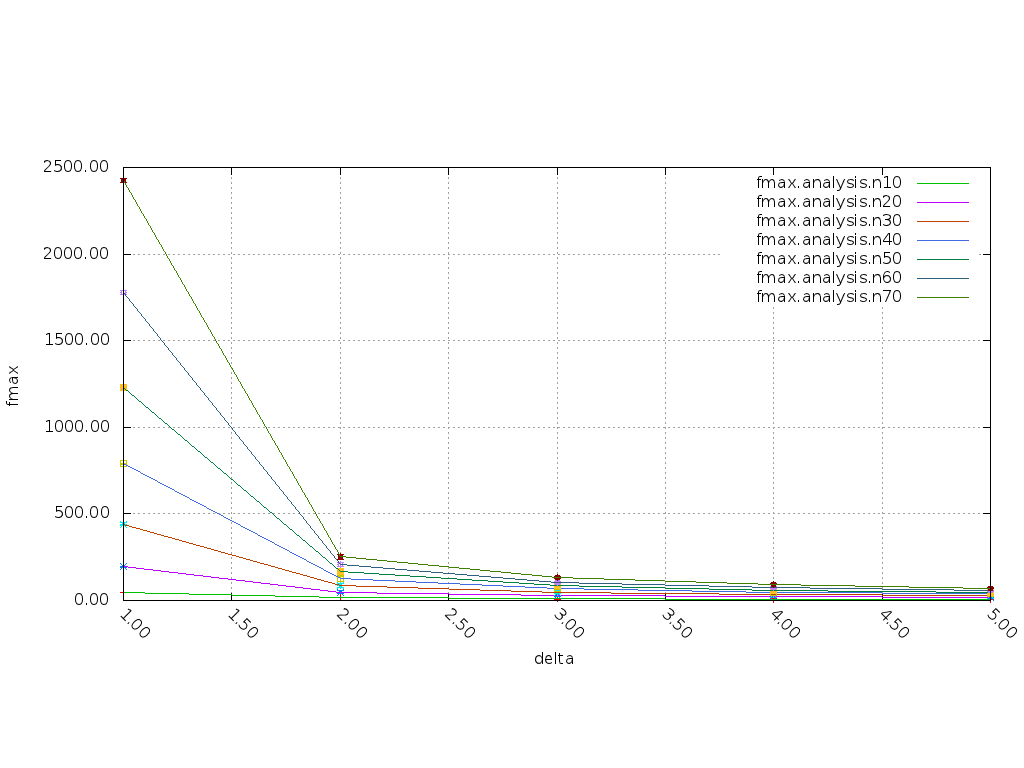 2500.00
2000.00
1500.00
1000.00
500.00
0.00
fmax
fmax.analysis.n10
fmax.analysis.n20
fmax.analysis.n30
fmax.analysis.n40
fmax.analysis.n50
fmax.analysis.n60
fmax.analysis.n70
1.00 1.50 2.00 2.50 3.00 3.50 4.00 4.50 5.00
delta